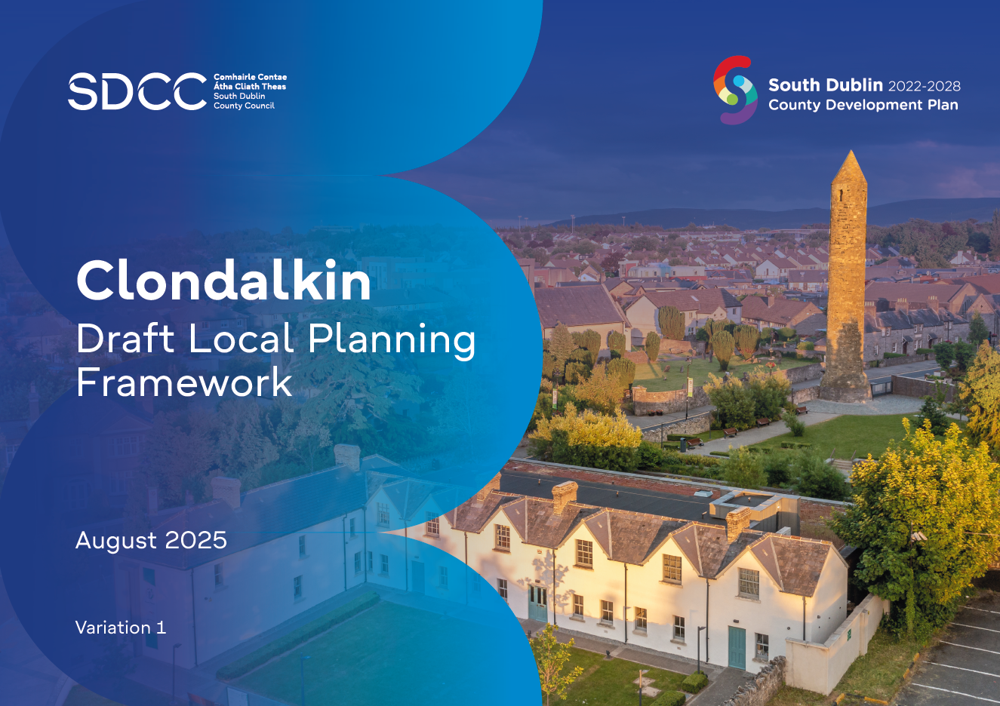 SDCC
Comhairle Contae
Átha Cliath Theas
South Dublin
County Council
South Dublin 2022-2028
County Development Plan
Clondalkin
Draft Local Planning
Framework
August 2025
Variation 1